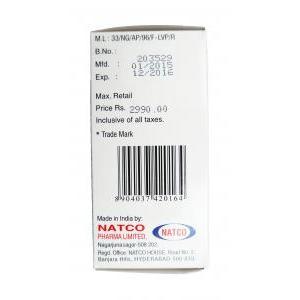 M.L : 33/NG/AP/96/F-LVP/R
B.No. : 203529
Mfd. : 01/2015
Exp. : 12/2016
Max. Retail
Price Rs. 2990.00
Inclusive of all taxes.
* Trade Mark
8904037420164
Made in India by:
NATCO
PHARMA LIMITED.
Nagarjunasagar-508 202.
Regd. Office: NATCO HOUSE, Road No. 2
Banjara Hills, HYDERABAD
NATCO